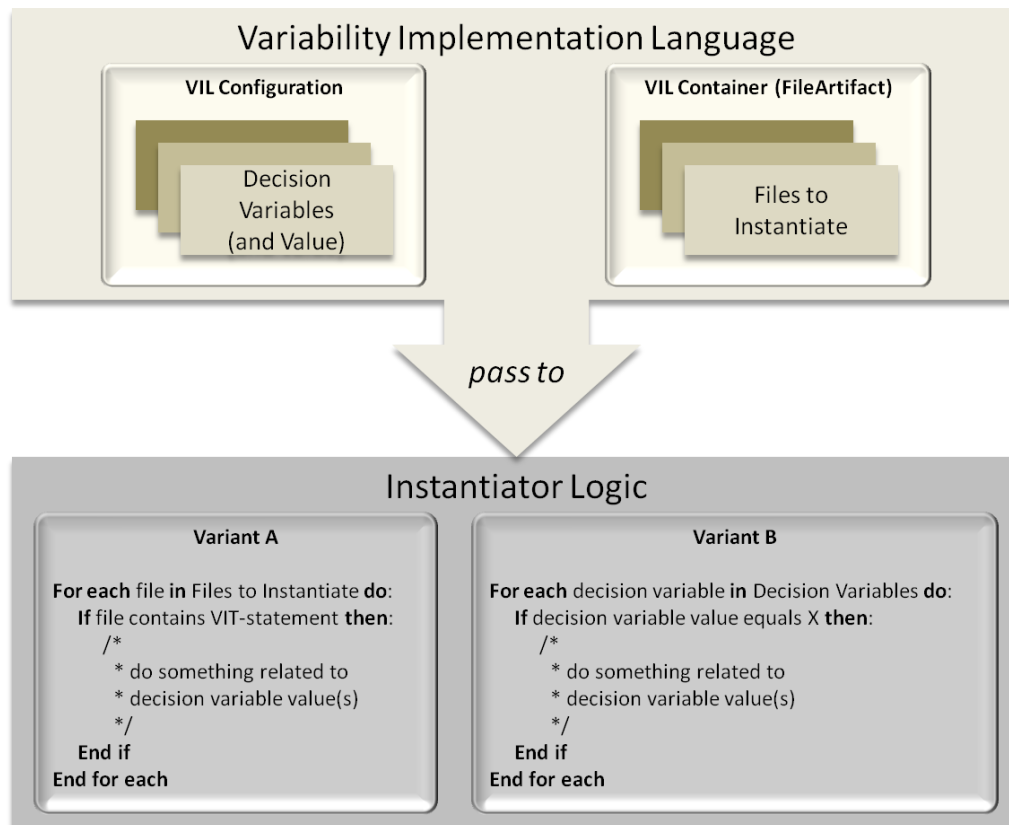 Variability Implementation Language
VIL Configuration
Decision
Variables
(and Value)
VIL Container (FileArtifact)
Files to
Instantiate
pass to
Instantiator Logic
Variant A
For each file in Files to Instantiate do:
If file contains VIT-statement then:
/*
* do something related to
* decision variable value(s)
*/
End if
End for each
Variant B
For each decision variable in Decision Variables do:
If decision variable value equals X then:
/*
* do something related to
* decision variable value(s)
*/
End if
End for each